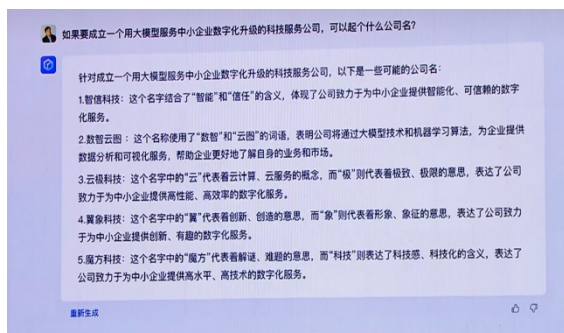 如果要成立一个用大模型服务中小企业数字化升级的科技服务公司，可以起个什么公司名？
针对成立一个用大模型服务中小企业数字化升级的科技服务公司，以下是一些可能的公司名：
1.智信科技：这个名字结合了“智能”和“信任”的含义，体现了公司致力于为中小企业提供智能化、可信赖的数字
化服务。
2.数智云图：这个名称使用了“数智”和“云图”的词语，表明公司将通过大模型技术和机器学习算法，为企业提供
数据分析和可视化服务，帮助企业更好地了解自身的业务和市场。
3.云极科技：这个名字中的“云”代表着云计算、云服务的概念，而“极”则代表着极致、极限的意思，表达了公司
致力于为中小企业提供高性能、高效率的数字化服务。
4.翼象科技：这个名字中的“翼”代表着创新、创造的意思，而“象”则代表着形象、象征的意思，表达了公司致力
于为中小企业提供创新、有趣的数字化服务。
5.魔方科技：这个名字中的“魔方”代表着解谜、难题的意思，而“科技”则表达了科技感、科技化的含义，表达了
公司致力于为中小企业提供高水平、高技术的数字化服务。
重新生成